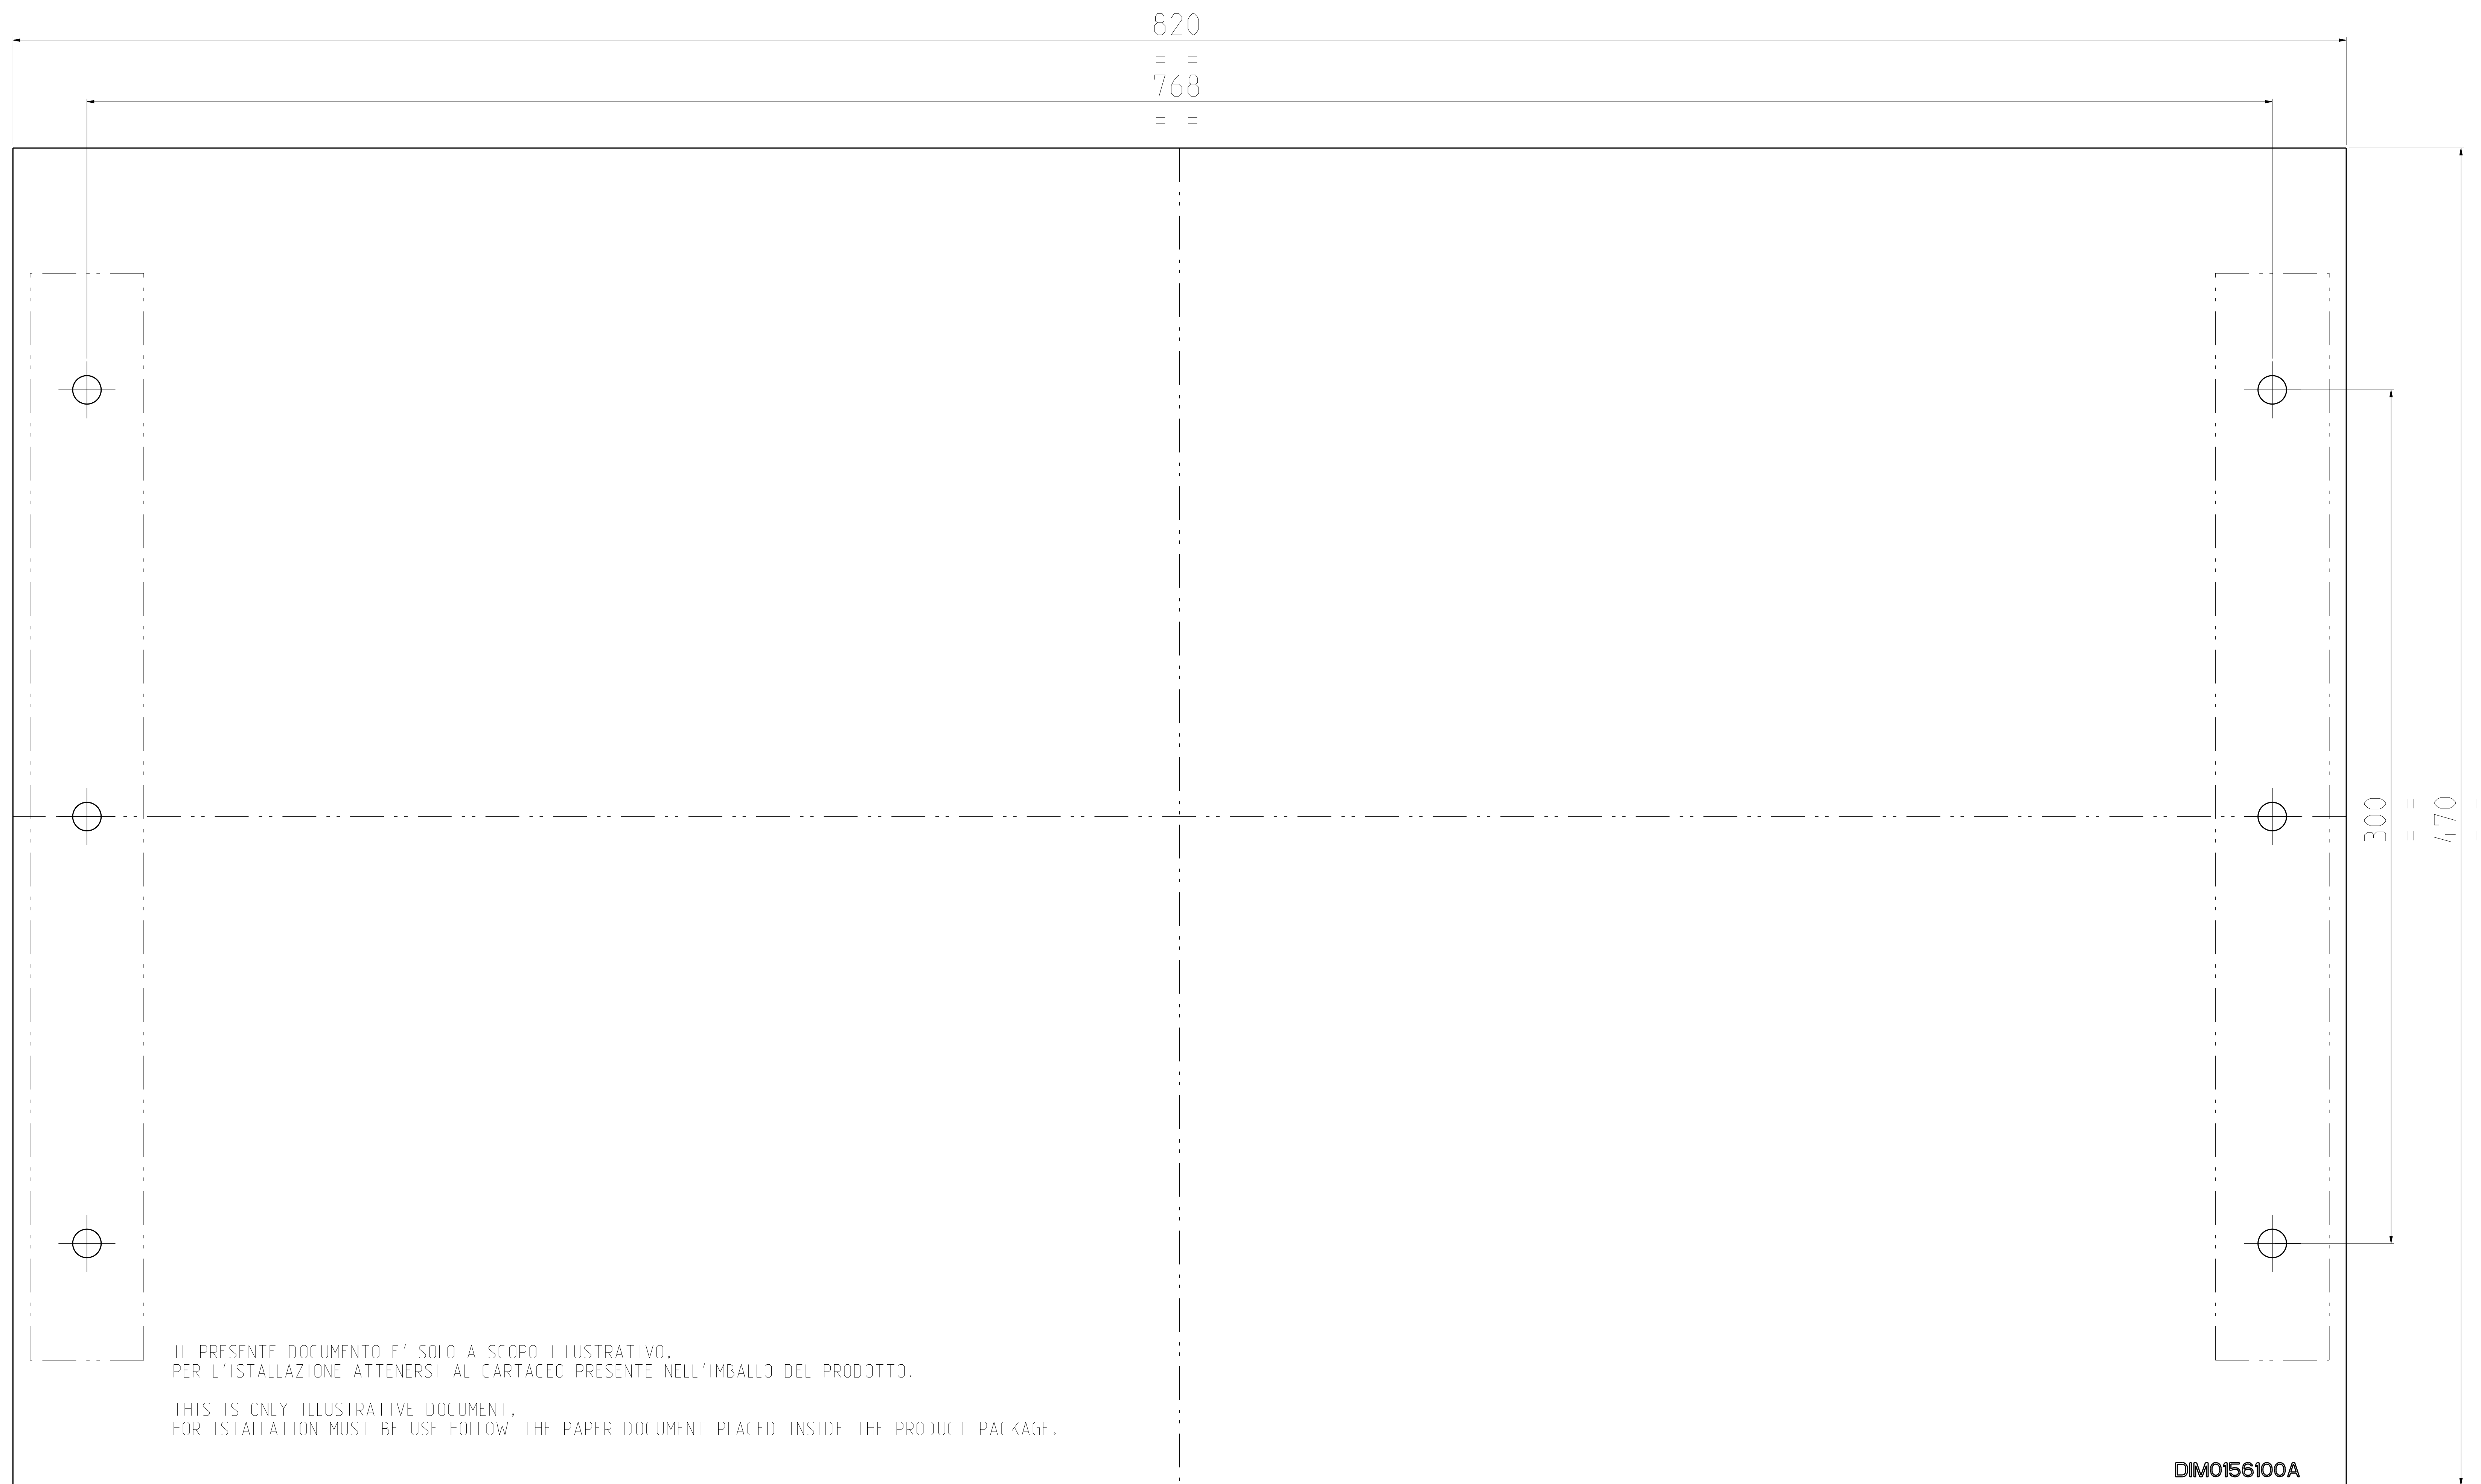 820
= =
768
= =
300
= =
470
= =
IL PRESENTE DOCUMENTO E' SOLO A SCOPO ILLUSTRATIVO,
PER L'ISTALLAZIONE ATTENERSI AL CARTACEO PRESENTE NELL'IMBALLO DEL PRODOTTO.
THIS IS ONLY ILLUSTRATIVE DOCUMENT,
FOR ISTALLATION MUST BE USE FOLLOW THE PAPER DOCUMENT PLACED INSIDE THE PRODUCT PACKAGE.
DIM0156100A